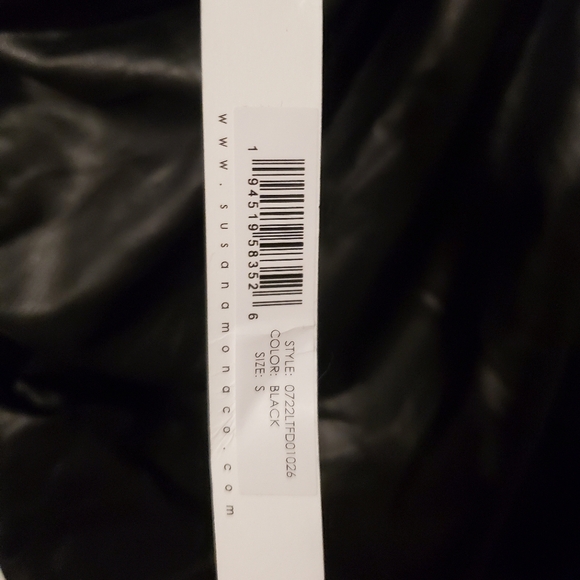 1 94519 58352 6
STYLE: 0722LTFD01026
COLOR: BLACK
SIZE: S
www.susanamonaco.com